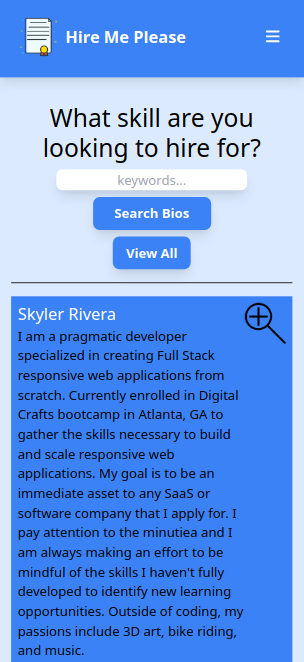 Hire Me Please
What skill are you
looking to hire for?
keywords...
Search Bios
View All
Skyler Rivera
I am a pragmatic developer
specialized in creating Full Stack
responsive web applications from
scratch. Currently enrolled in Digital
Crafts bootcamp in Atlanta, GA to
gather the skills necessary to build
and scale responsive web
applications. My goal is to be an
immediate asset to any SaaS or
software company that I apply for. I
pay attention to the minutiea and I
am always making an effort to be
mindful of the skills I haven't fully
developed to identify new learning
opportunities. Outside of coding, my
passions include 3D art, bike riding,
and music.